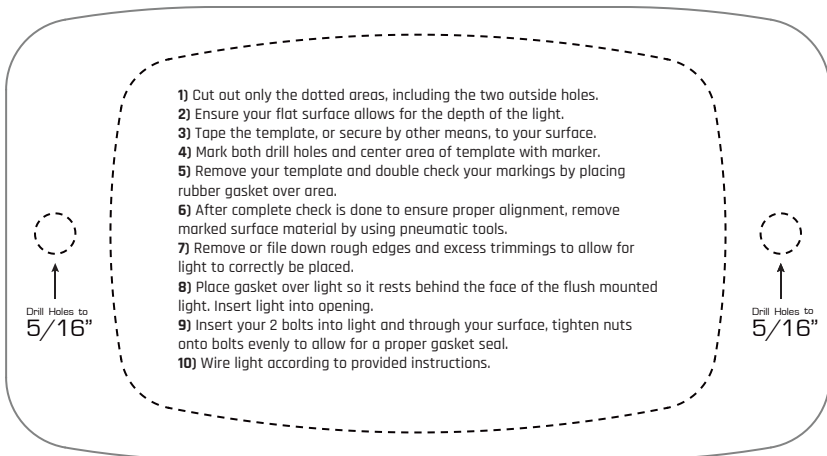 1) Cut out only the dotted areas, including the two outside holes.
2) Ensure your flat surface allows for the depth of the light.
3) Tape the template, or secure by other means, to your surface.
4) Mark both drill holes and center area of template with marker.
5) Remove your template and double check your markings by placing
rubber gasket over area.
6) After complete check is done to ensure proper alignment, remove
marked surface material by using pneumatic tools.
7) Remove or file down rough edges and excess trimmings to allow for
light to correctly be placed.
8) Place gasket over light so it rests behind the face of the flush mounted
light. Insert light into opening.
9) Insert your 2 bolts into light and through your surface, tighten nuts
onto bolts evenly to allow for a proper gasket seal.
10) Wire light according to provided instructions.
Drill Holes to
5/16”
Drill Holes to
5/16”